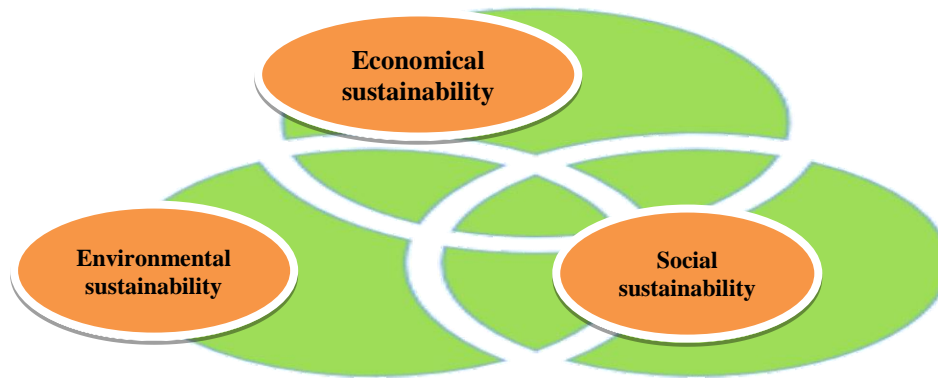 Economical
sustainability
Environmental
sustainability
Social
sustainability